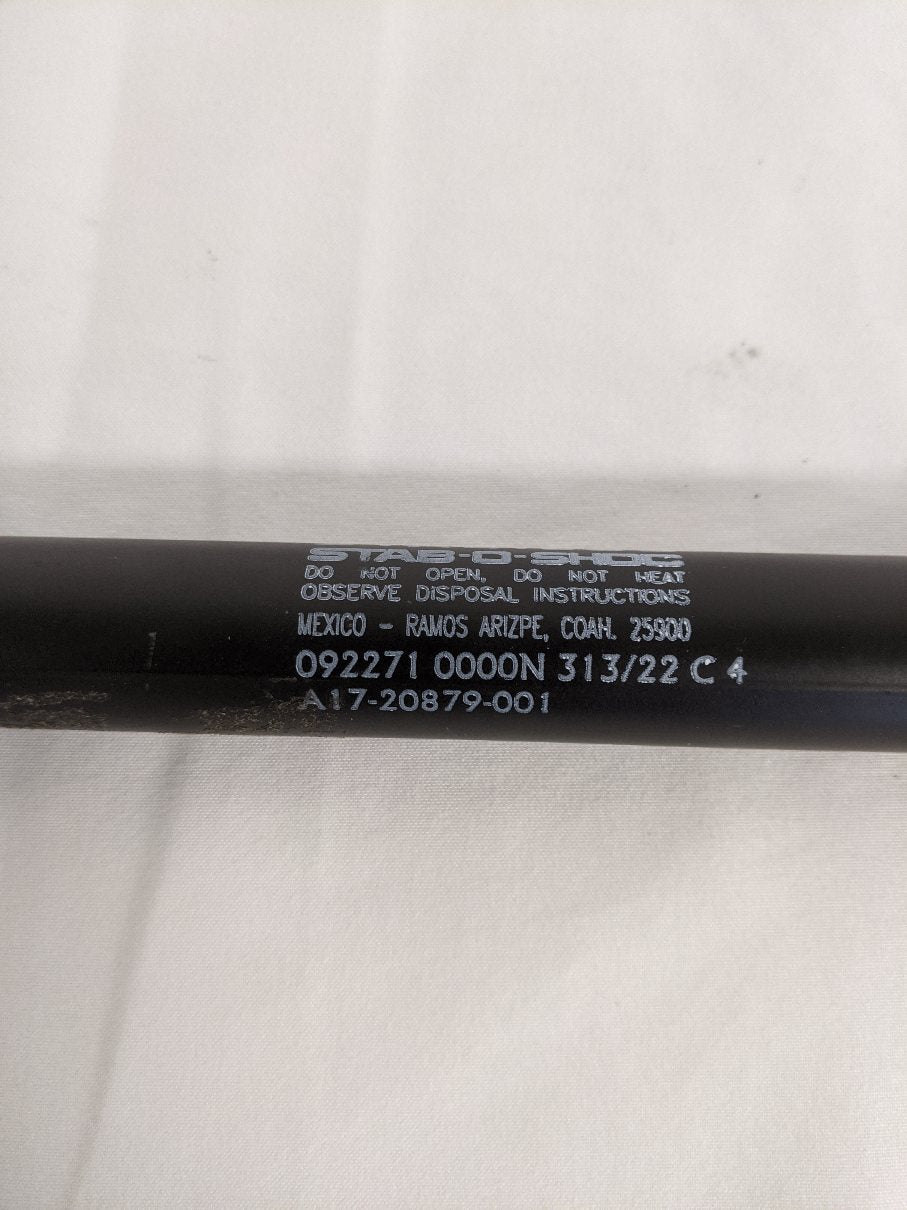 STAB-O-SHOC
DO NOT OPEN, DO NOT HEAT
OBSERVE DISPOSAL INSTRUCTIONS
MEXICO - RAMOS ARIZPE, COAH. 25900
092271 0000N 313/22 C 4
A17-20879-001